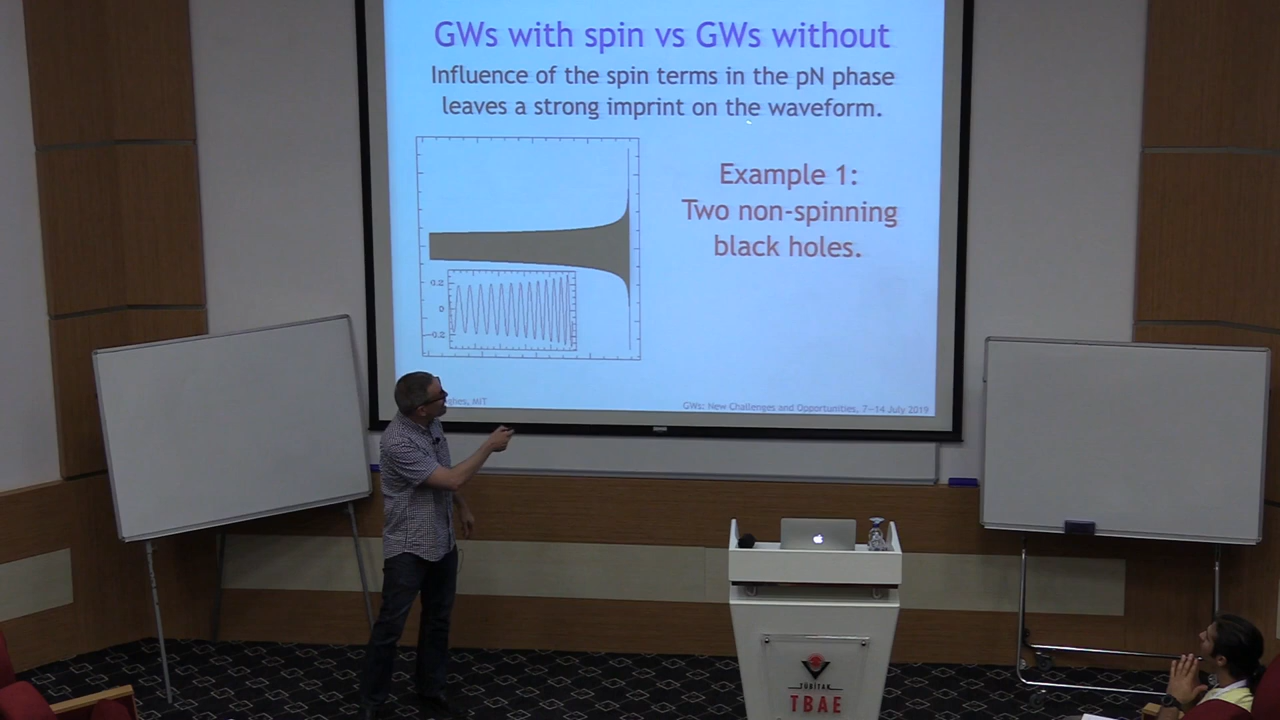 GWs with spin vs GWs without
Influence of the spin terms in the pN phase
leaves a strong imprint on the waveform.
Example 1:
Two non-spinning
black holes.
0.2
0
-0.2
MIT
GWs: New Challenges and Opportunities, 7–14 July 2019
TÜBİTAK
TBAE